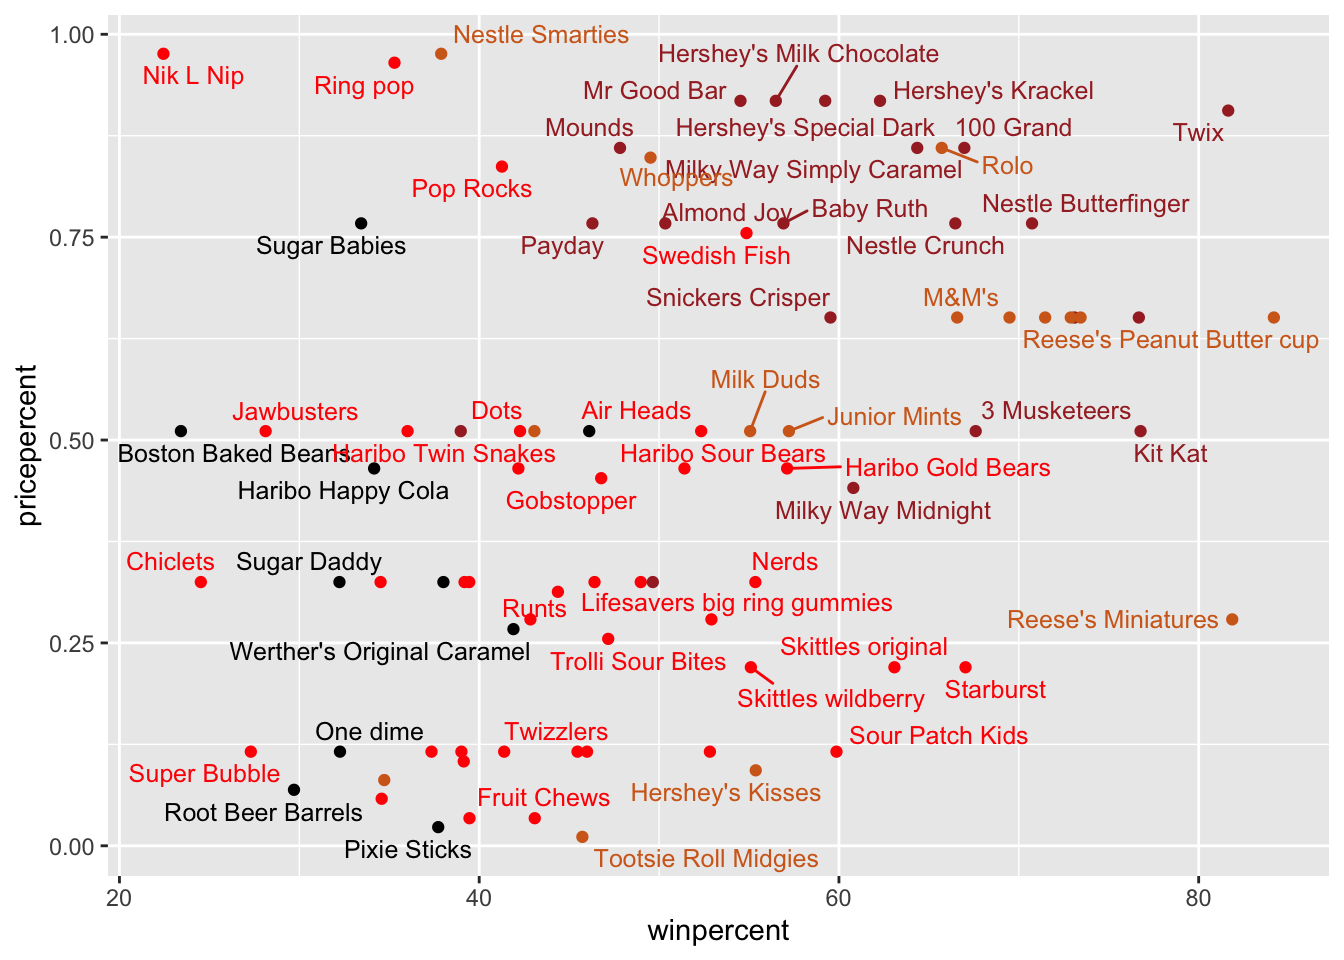 Nestle Smarties
1.00
Hershey's Milk Chocolate
Nik L Nip
Ring pop
Mr Good Bar
Hershey's Krackel
Mounds
Hershey's Special Dark
100 Grand
Twix
Milky Way Simply Caramel
Rolo
Whoppers
Pop Rocks
Nestle Butterfinger
Almond Joy
Baby Ruth
0.75
Sugar Babies
Payday
Nestle Crunch
Swedish Fish
Snickers Crisper
M&M's
Reese's Peanut Butter cup
Milk Duds
Jawbusters
Dots
Air Heads
Junior Mints
3 Musketeers
0.50
Boston Baked Beans
Haribo Twin Snakes
Haribo Sour Bears
Kit Kat
Haribo Gold Bears
Haribo Happy Cola
Gobstopper
Milky Way Midnight
Chiclets
Sugar Daddy
Nerds
Runts
Lifesavers big ring gummies
Reese's Miniatures
0.25
Werther's Original Caramel
Skittles original
Trolli Sour Bites
Starburst
Skittles wildberry
One dime
Twizzlers
Sour Patch Kids
Super Bubble
Hershey's Kisses
Fruit Chews
Root Beer Barrels
0.00
Pixie Sticks
Tootsie Roll Midgies
20
40
60
80
winpercent
pricepercent